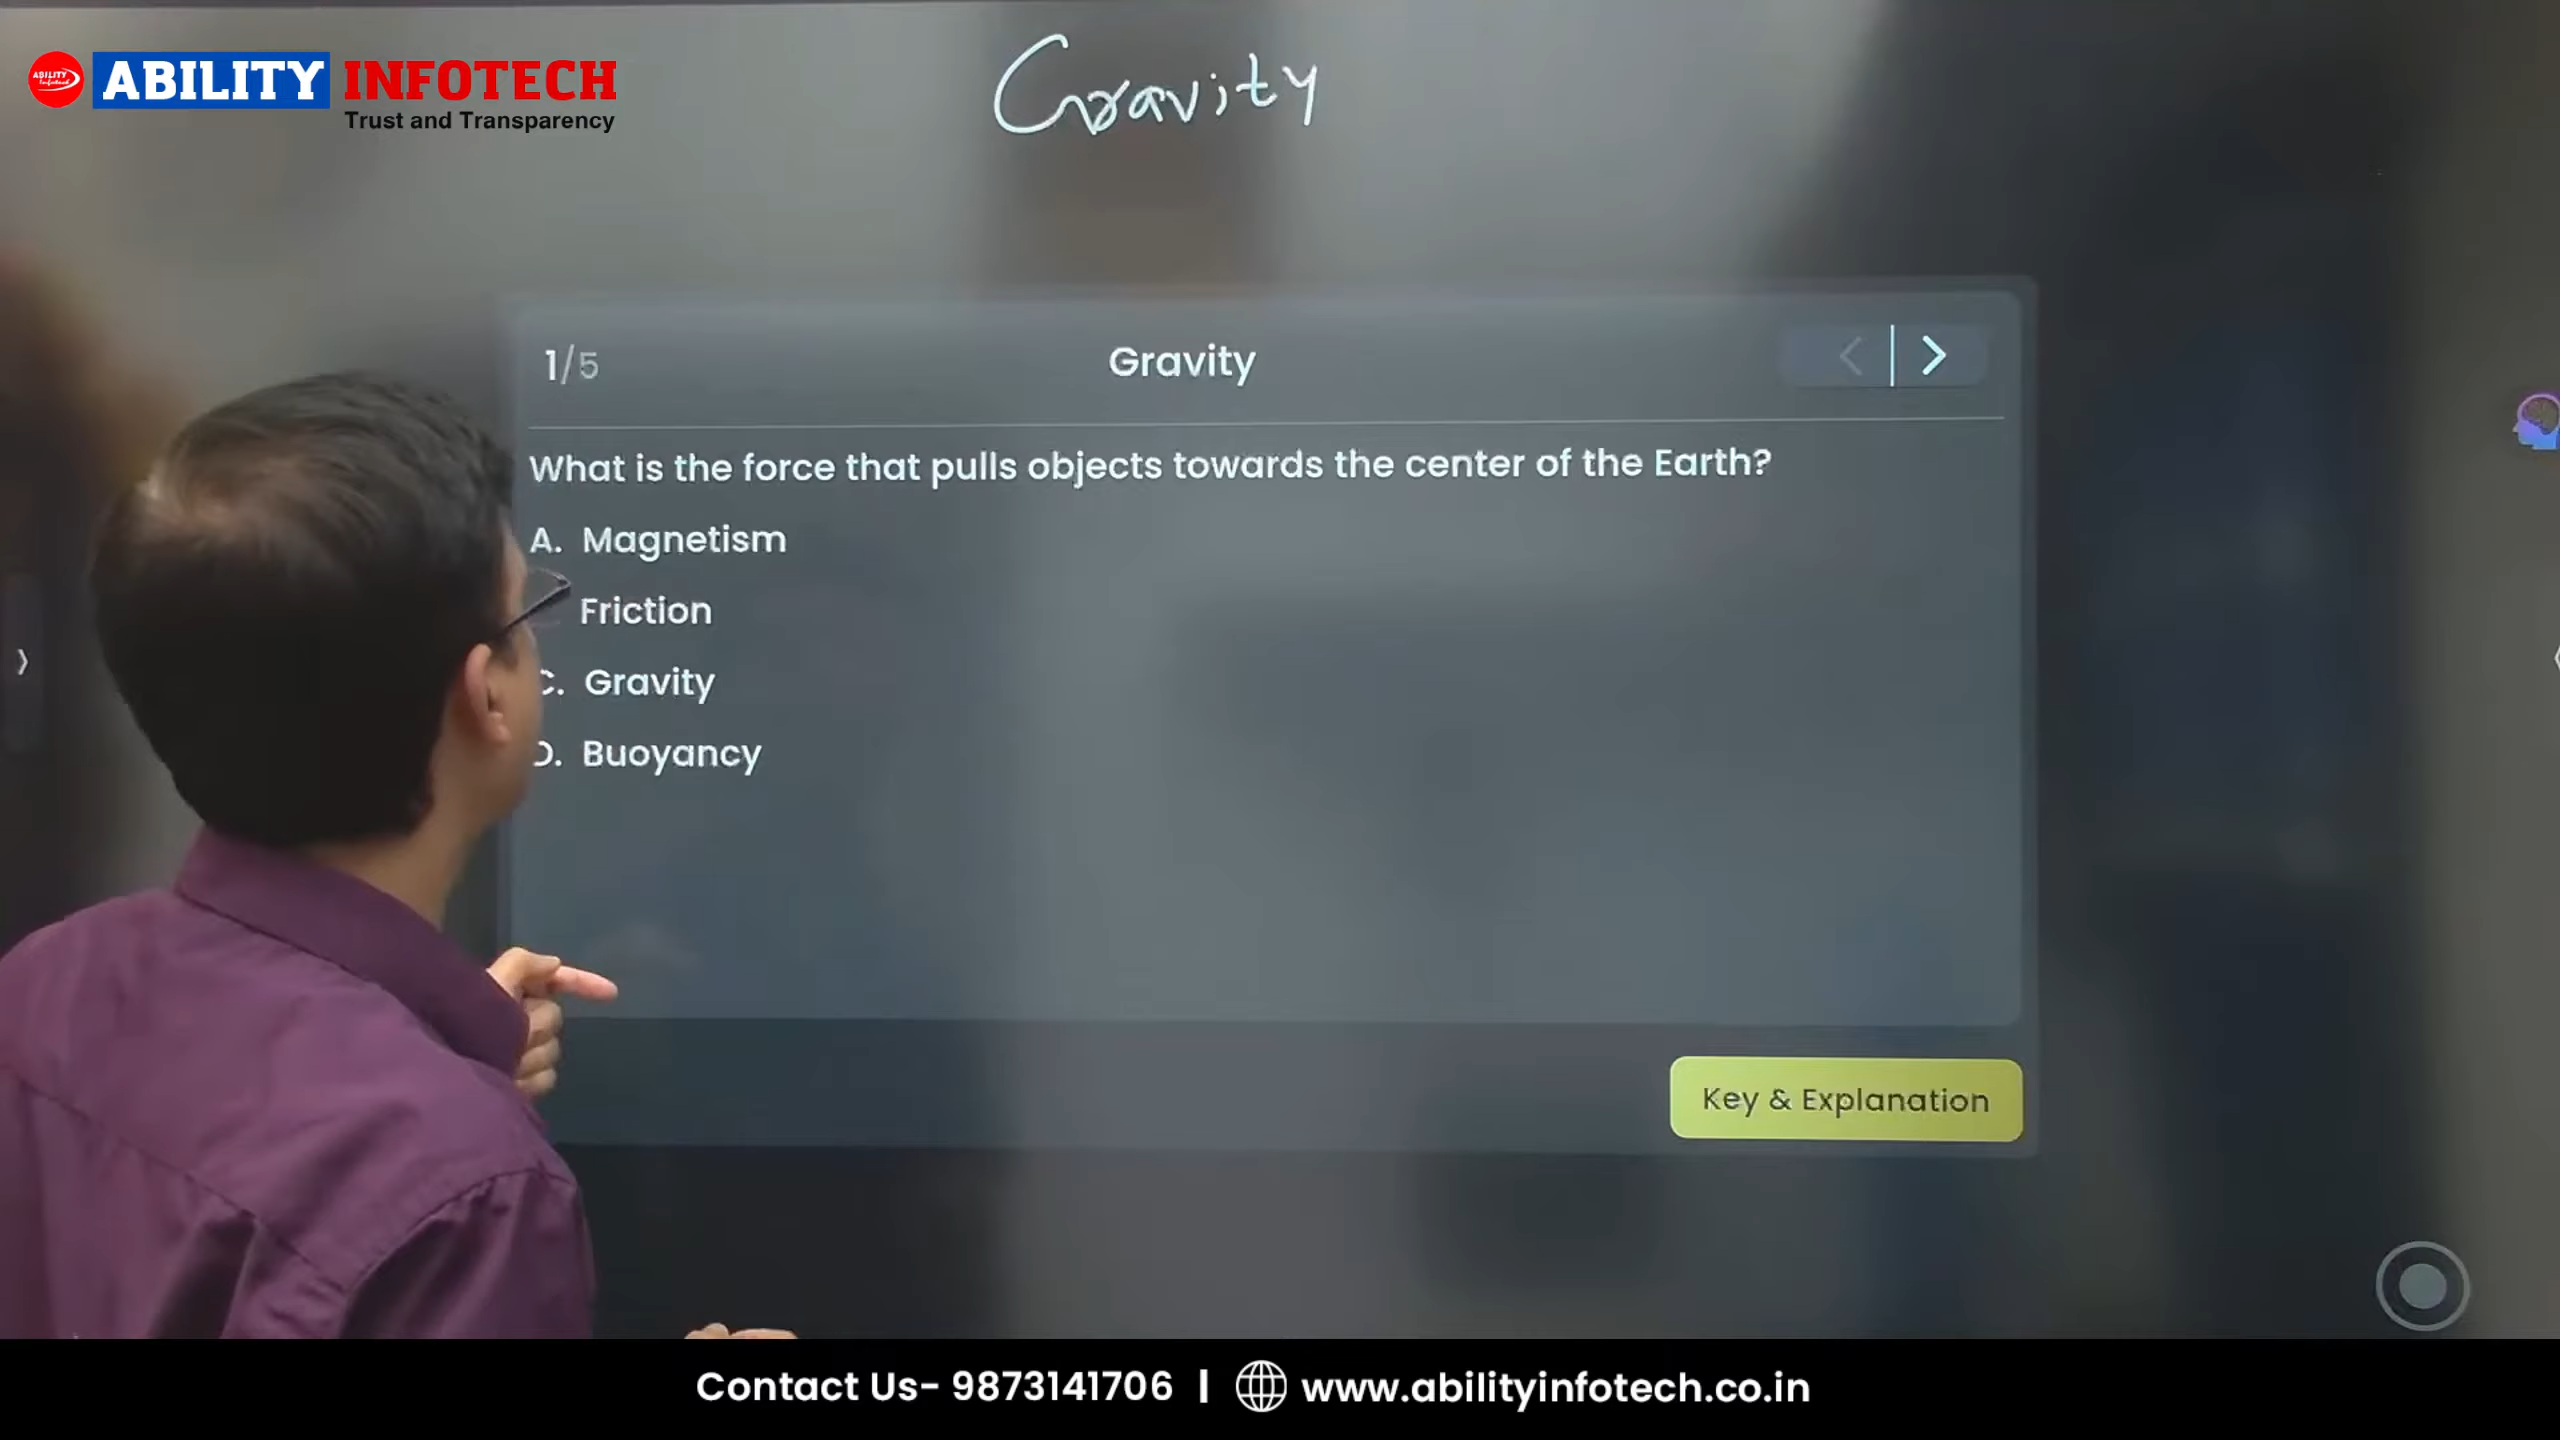 ABILITY INFOTECH
Trust and Transparency
Gravity
1/5
Gravity
What is the force that pulls objects towards the center of the Earth?
A. Magnetism
Friction
C. Gravity
D. Buoyancy
Key & Explanation
Contact Us- 9873141706 | www.abilityinfotech.co.in